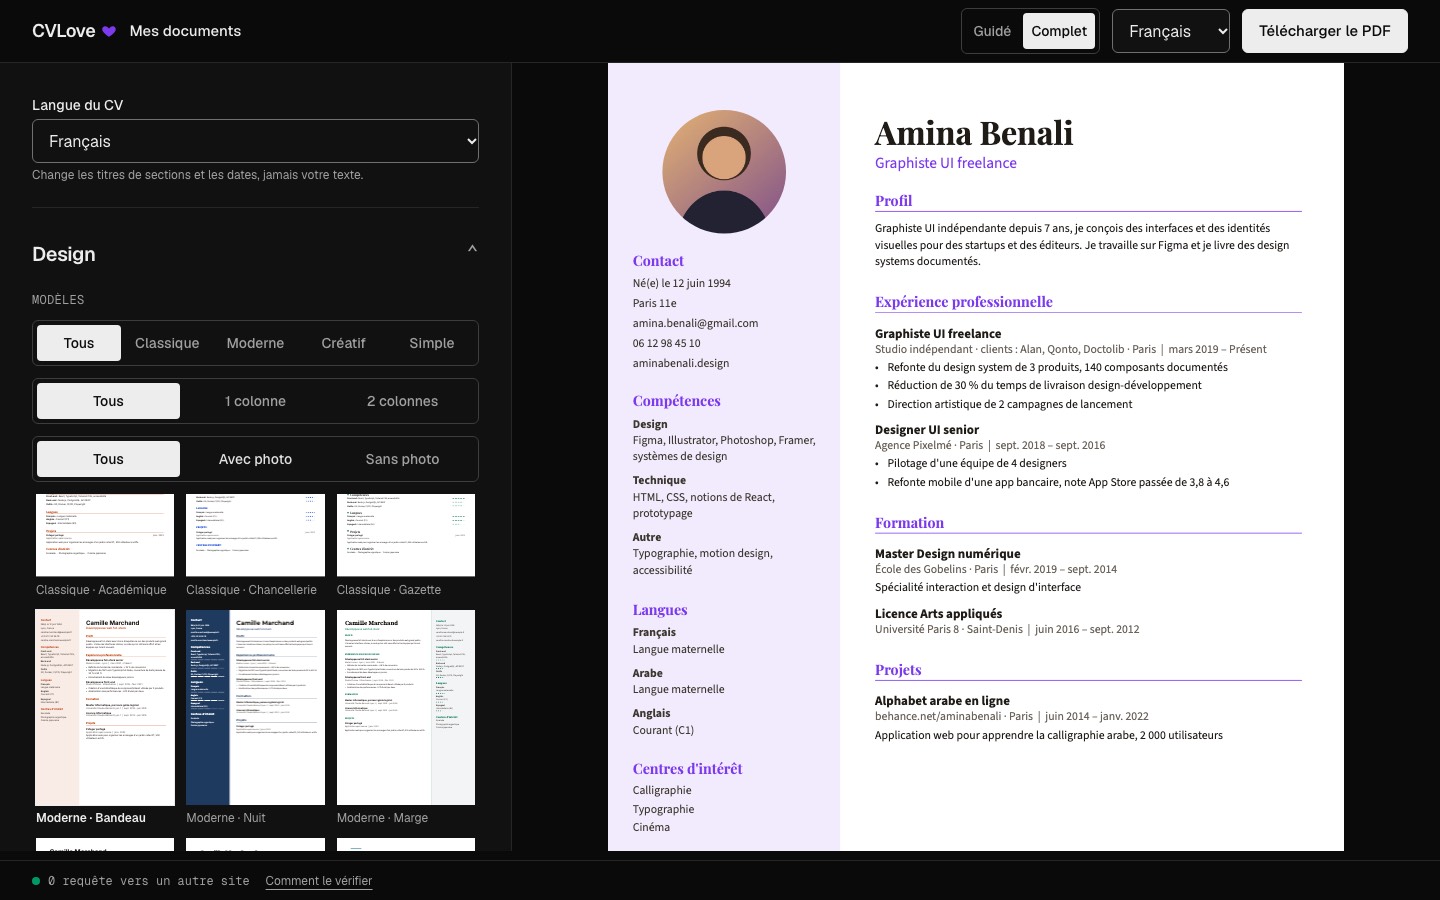 CVLove
Mes documents
Guidé
Complet
Français
Télécharger le PDF
Langue du CV
Français
Change les titres de sections et les dates, jamais votre texte.
Design
MODÈLES
Tous
Classique
Moderne
Créatif
Simple
Tous
1 colonne
2 colonnes
Tous
Avec photo
Sans photo
Classique · Académique
Classique · Chancellerie
Classique · Gazette
Camille Marchand
Camille Marchand
Camille Marchand
Moderne · Bandeau
Moderne · Nuit
Moderne · Marge
Contact
Né(e) le 12 juin 1994
Paris 11e
amina.benali@gmail.com
06 12 98 45 10
aminabenali.design
Compétences
Design
Figma, Illustrator, Photoshop, Framer,
systèmes de design
Technique
HTML, CSS, notions de React,
prototypage
Autre
Typographie, motion design,
accessibilité
Langues
Français
Langue maternelle
Arabe
Langue maternelle
Anglais
Courant (C1)
Centres d'intérêt
Calligraphie
Typographie
Cinéma
Amina Benali
Graphiste UI freelance
Profil
Graphiste UI indépendante depuis 7 ans, je conçois des interfaces et des identités
visuelles pour des startups et des éditeurs. Je travaille sur Figma et je livre des design
systems documentés.
Expérience professionnelle
Graphiste UI freelance
Studio indépendant · clients : Alan, Qonto, Doctolib · Paris | mars 2019 – Présent
• Refonte du design system de 3 produits, 140 composants documentés
• Réduction de 30 % du temps de livraison design-développement
• Direction artistique de 2 campagnes de lancement
Designer UI senior
Agence Pixelmé · Paris | sept. 2018 – sept. 2016
• Pilotage d'une équipe de 4 designers
• Refonte mobile d'une app bancaire, note App Store passée de 3,8 à 4,6
Formation
Master Design numérique
École des Gobelins · Paris | févr. 2019 – sept. 2014
Spécialité interaction et design d'interface
Licence Arts appliqués
Université Paris 8 · Saint-Denis | juin 2016 – sept. 2012
Projets
Alphabet arabe en ligne
behance.net/aminabenali · Paris | juin 2014 – janv. 2022
Application web pour apprendre la calligraphie arabe, 2 000 utilisateurs
0 requête vers un autre site
Comment le vérifier